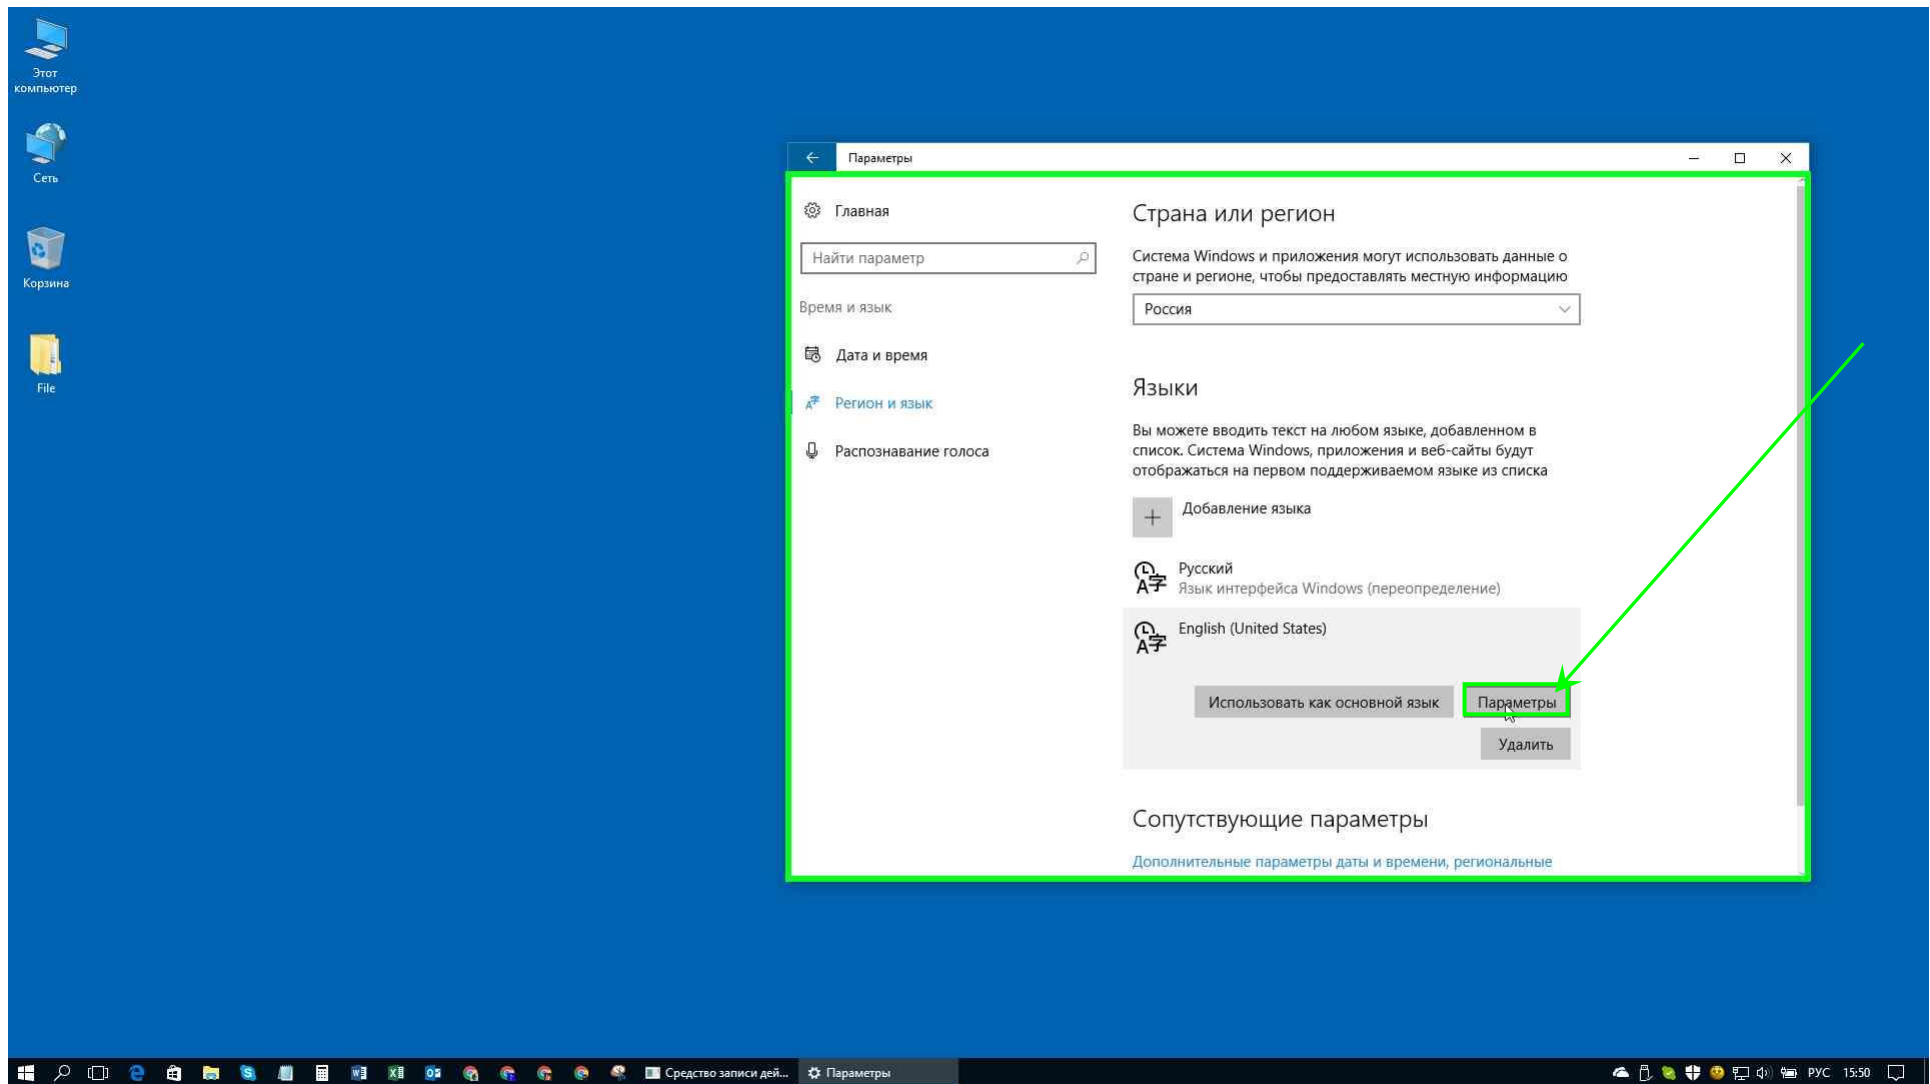 Этот
компьютер
Сеть
Корзина
File
Параметры
Главная
Найти параметр
Время и язык
Дата и время
Регион и язык
Распознавание голоса
Страна или регион
Система Windows и приложения могут использовать данные о
стране и регионе, чтобы предоставлять местную информацию
Россия
Языки
Вы можете вводить текст на любом языке, добавленном в
список. Система Windows, приложения и веб-сайты будут
отображаться на первом поддерживаемом языке из списка
Добавление языка
Русский
Язык интерфейса Windows (переопределение)
English (United States)
Использовать как основной язык
Параметры
Удалить
Сопутствующие параметры
Дополнительные параметры даты и времени, региональные
Средство записи дей...
Параметры
РУС
15:50